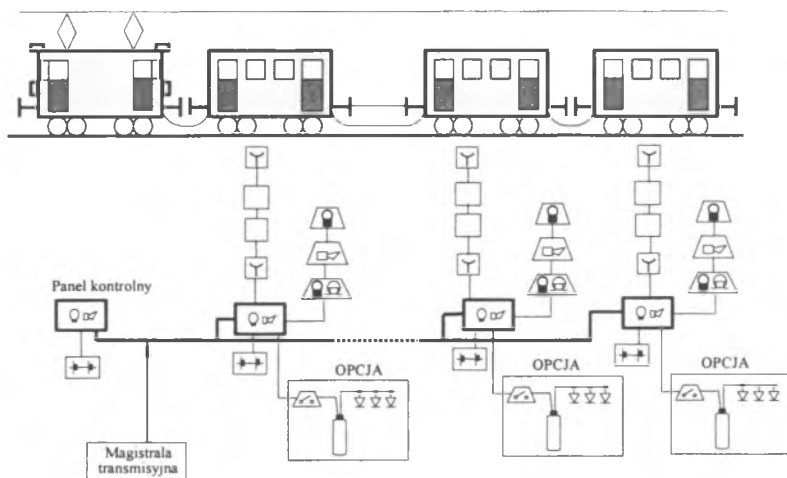 Panel kontrolny
OPCJA
OPCJA
OPCJA
Magistrala
transmisyjna